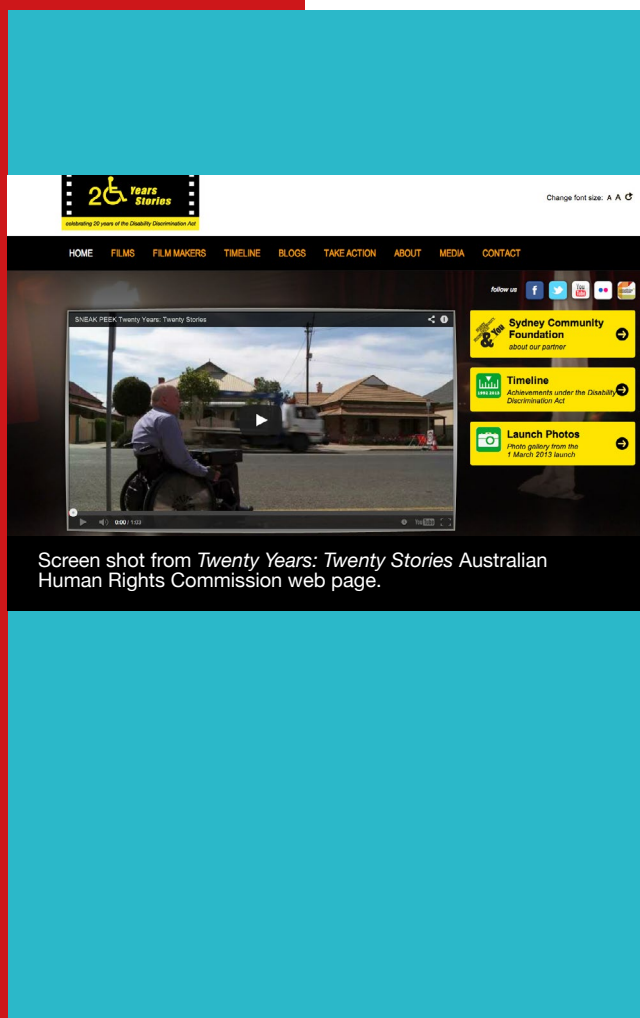 20 Years
Stories
celebrating 20 years of the Disability Discrimination Act
Change font size: A A
HOME FILMS FILM MAKERS TIMELINE BLOGS TAKE ACTION ABOUT MEDIA CONTACT
follow us
SNEAK PEEK Twenty Years: Twenty Stories
0:00 / 1:03
YouTube
& You
Sydney Community
Foundation
about our partner
Timeline
Achievements under the Disability
Discrimination Act
Launch Photos
Photo gallery from the
1 March 2013 launch
Screen shot from Twenty Years: Twenty Stories Australian
Human Rights Commission web page.